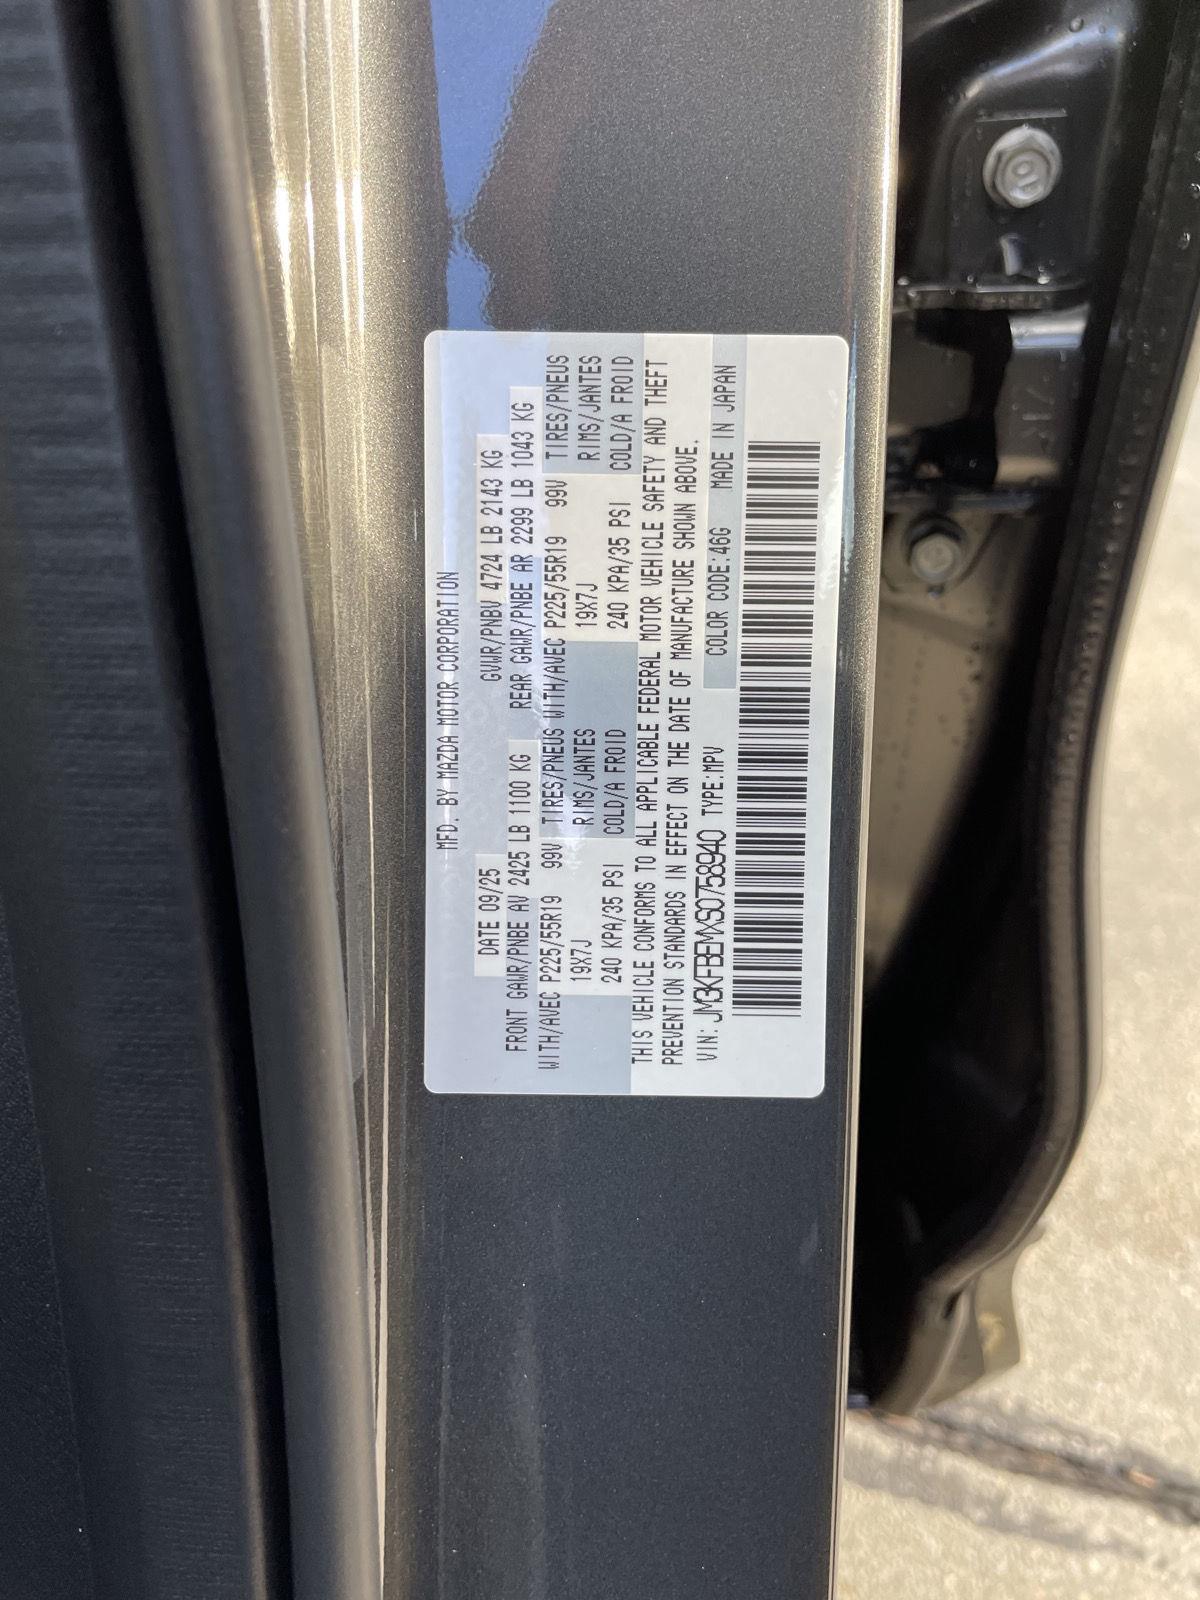 MFD. BY MAZDA MOTOR CORPORATION
DATE 09/25 GVWR/PNBV 4724 LB 2143 KG
FRONT GAWR/PNBE AV 2425 LB 1100 KG REAR GAWR/PNBE AR 2299 LB 1043 KG
WITH/AVEC P225/55R19 99V TIRES/PNEUS WITH/AVEC P225/55R19 99V TIRES/PNEUS
19X7J RIMS/JANTES 19X7J RIMS/JANTES
240 KPA/35 PSI COLD/A FROID 240 KPA/35 PSI COLD/A FROID
THIS VEHICLE CONFORMS TO ALL APPLICABLE FEDERAL MOTOR VEHICLE SAFETY AND THEFT
PREVENTION STANDARDS IN EFFECT ON THE DATE OF MANUFACTURE SHOWN ABOVE.
VIN: JM3KFBEMXS0758940 TYPE:MPV COLOR CODE:46G MADE IN JAPAN
10